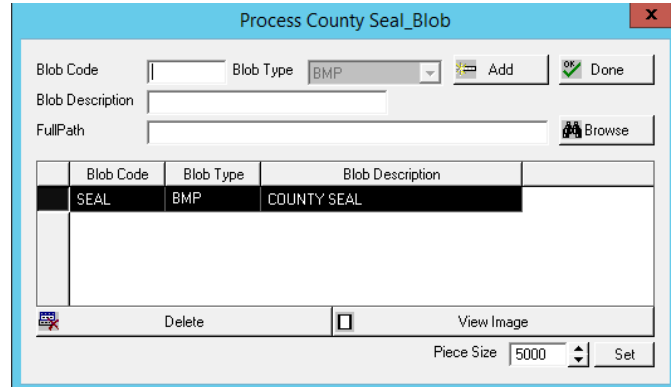 Process County Seal_Blob
x
Blob Code Blob Type BMP Add OK Done
Blob Description
FullPath Browse
Blob Code Blob Type Blob Description
SEAL BMP COUNTY SEAL
Delete View Image
Piece Size 5000 Set